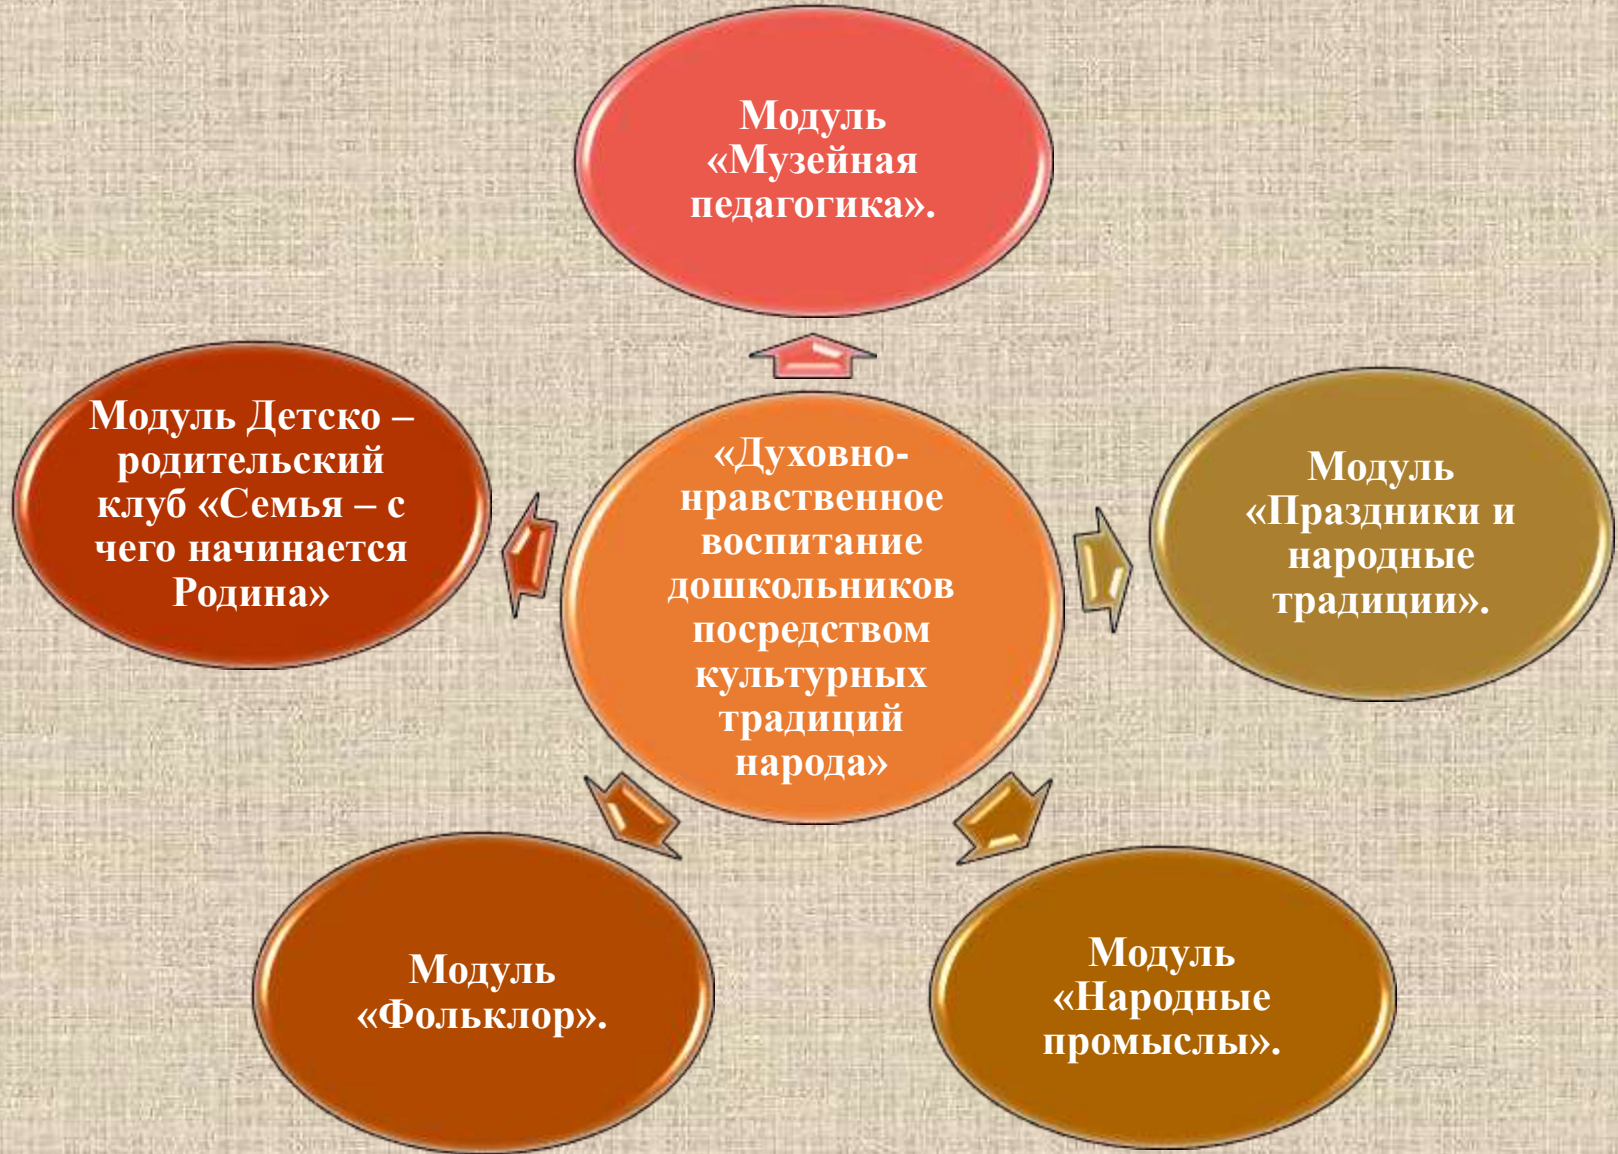 Модуль
«Музейная
педагогика».
Модуль Детско –
родительский
клуб «Семья – с
чего начинается
Родина»
«Духовно-
нравственное
воспитание
дошкольников
посредством
культурных
традиций
народа»
Модуль
«Праздники и
народные
традиции».
Модуль
«Фольклор».
Модуль
«Народные
промыслы».